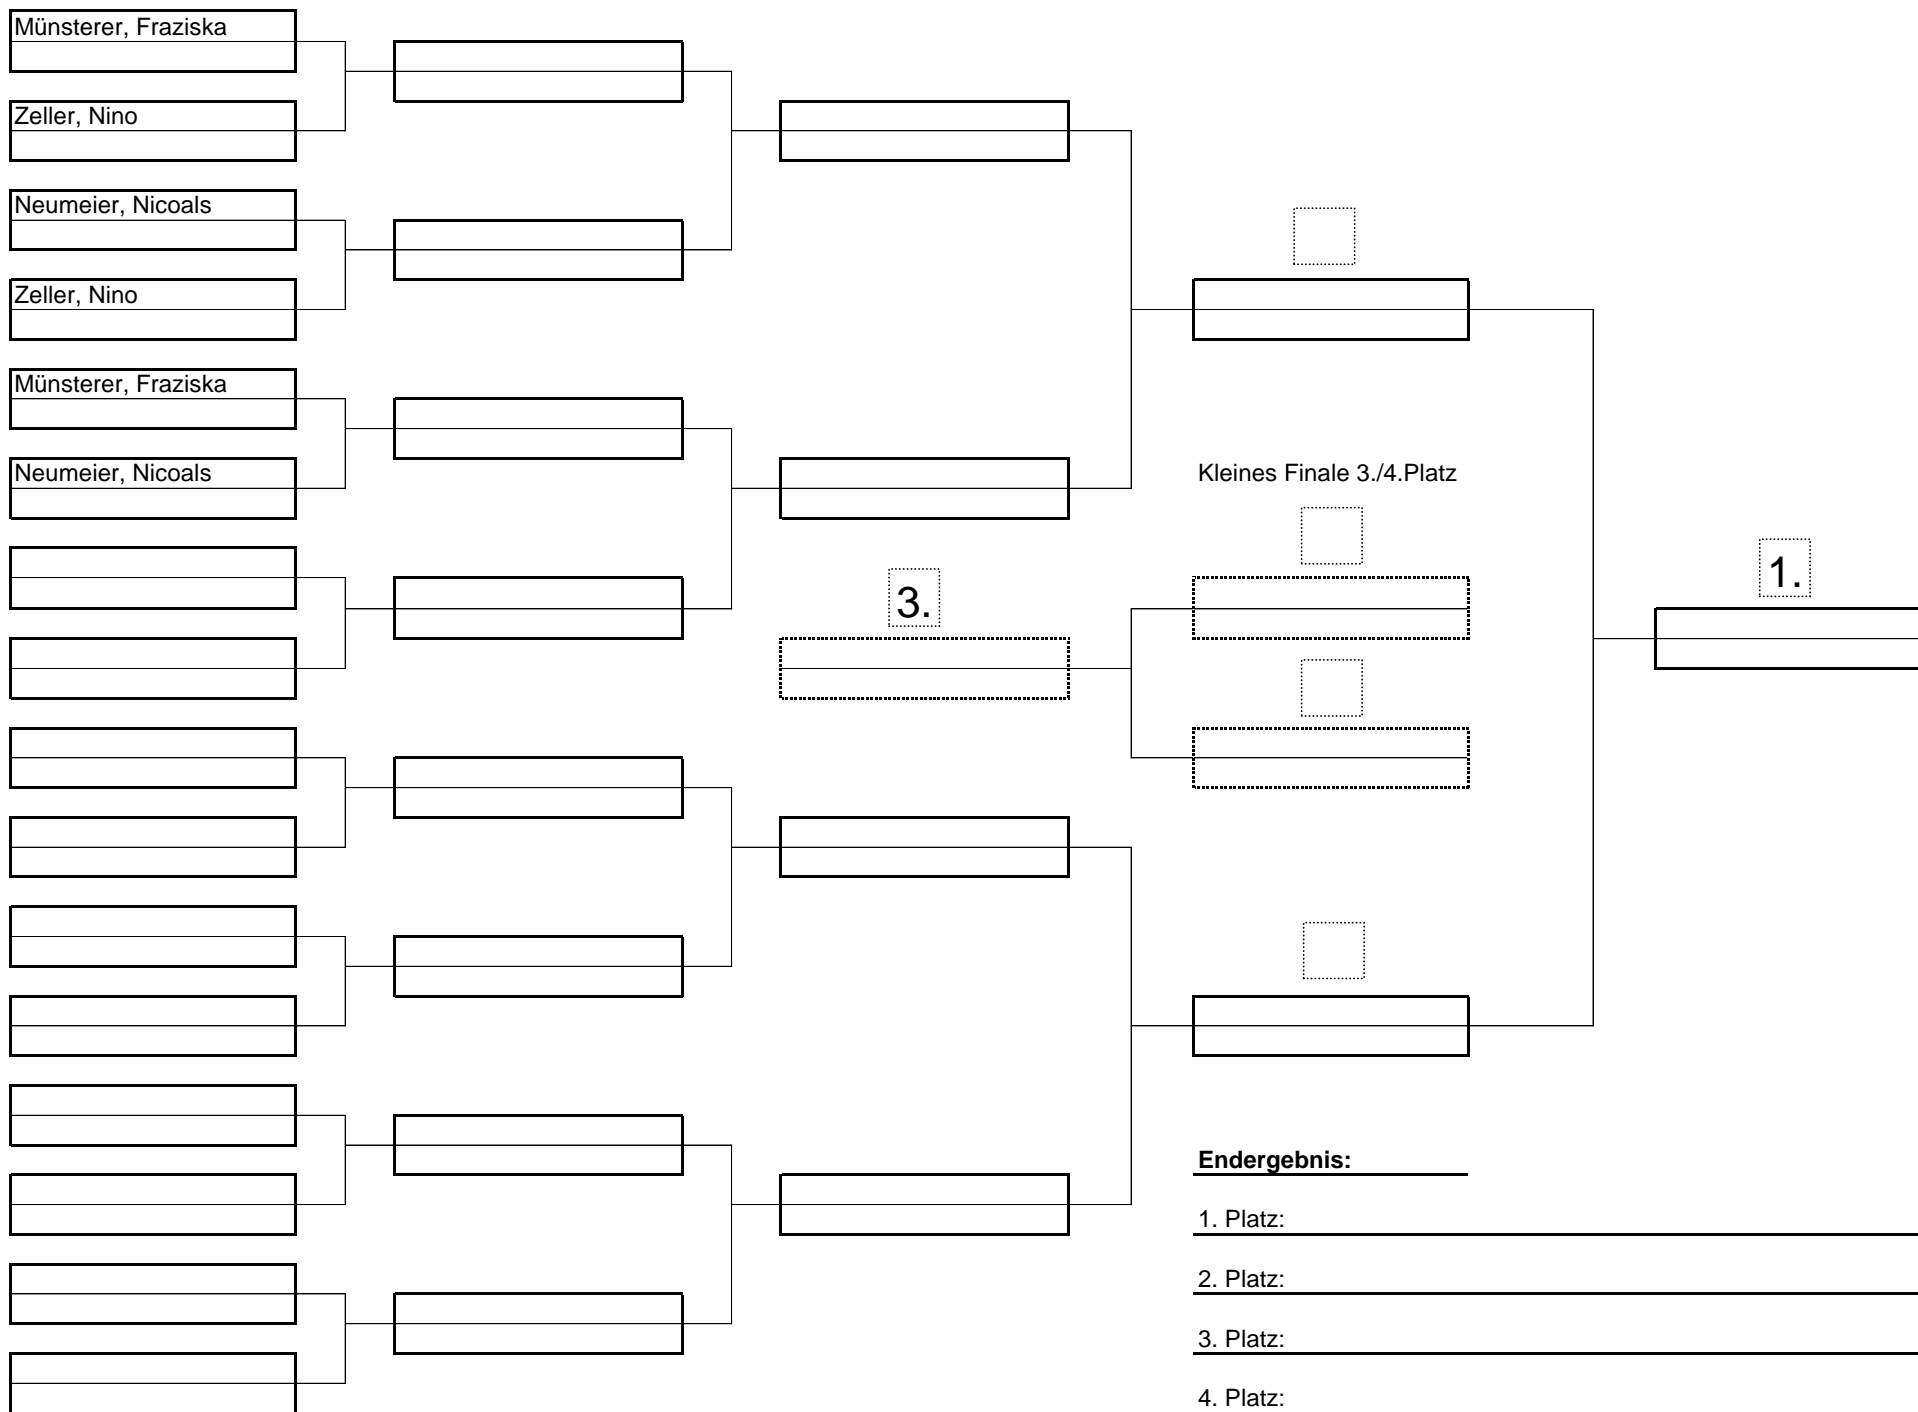 Münsterer, Fraziska
Zeller, Nino
Neumeier, Nicoals
Zeller, Nino
Münsterer, Fraziska
Neumeier, Nicoals
Kleines Finale 3./4.Platz
3.
1.
Endergebnis:
1. Platz:
2. Platz:
3. Platz:
4. Platz: